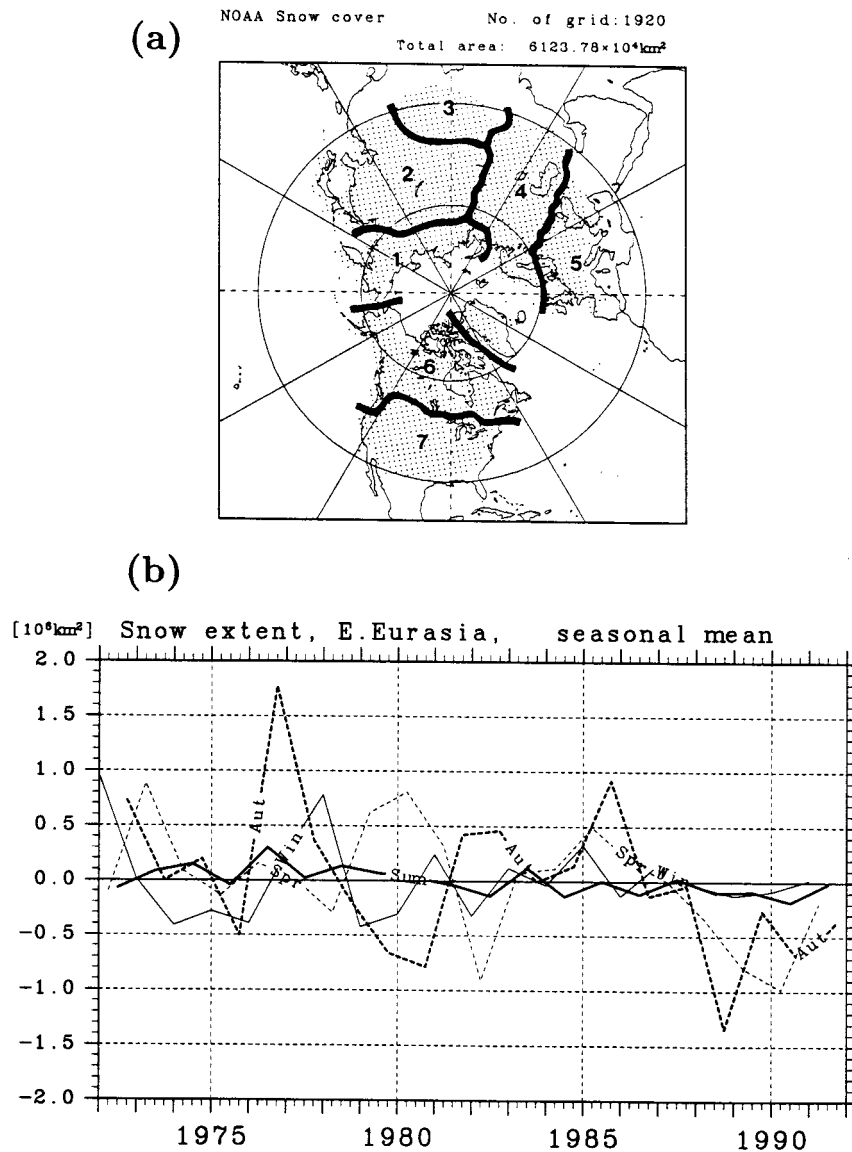 (a)
NOAA Snow cover No. of grid:1920
Total area: 6123.78×10⁴km²
3
2
4
1
5
6
7
(b)
[10⁶km²] Snow extent, E.Eurasia, seasonal mean
2.0
1.5
1.0
0.5
0.0
−0.5
−1.0
−1.5
−2.0
Aut
Win
Spr
Sum
Aut
Spr
Win
Aut
1975 1980 1985 1990